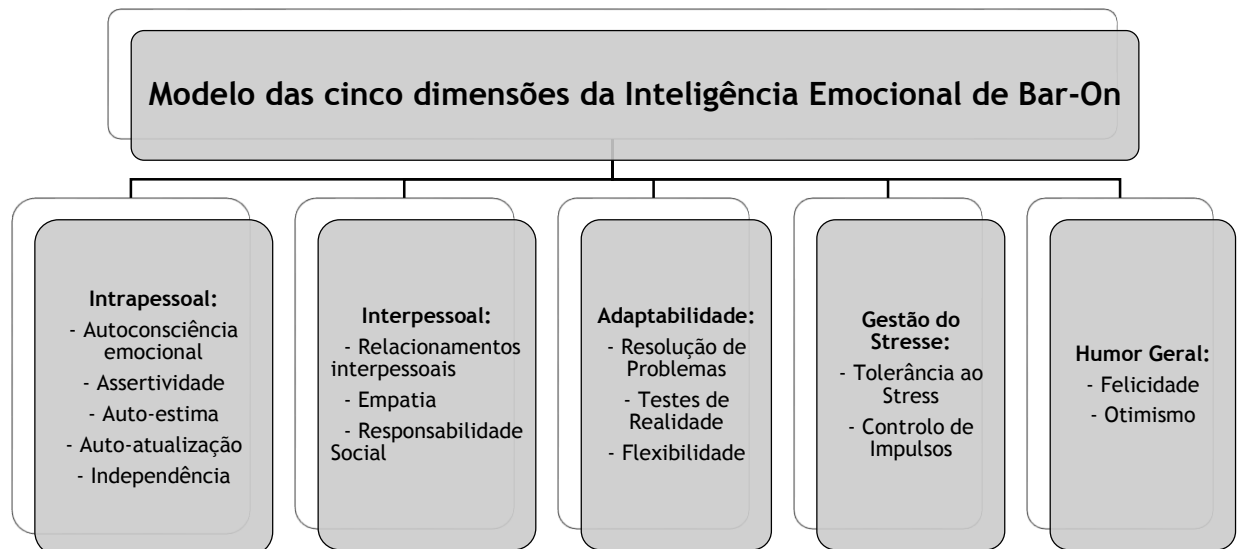 Modelo das cinco dimensões da Inteligência Emocional de Bar-On
Intrapessoal:
- Autoconsciência
emocional
- Assertividade
- Auto-estima
- Auto-atualização
- Independência
Interpessoal:
- Relacionamentos
interpessoais
- Empatia
- Responsabilidade
Social
Adaptabilidade:
- Resolução de
Problemas
- Testes de
Realidade
- Flexibilidade
Gestão do
Stresse:
- Tolerância ao
Stress
- Controlo de
Impulsos
Humor Geral:
- Felicidade
- Otimismo